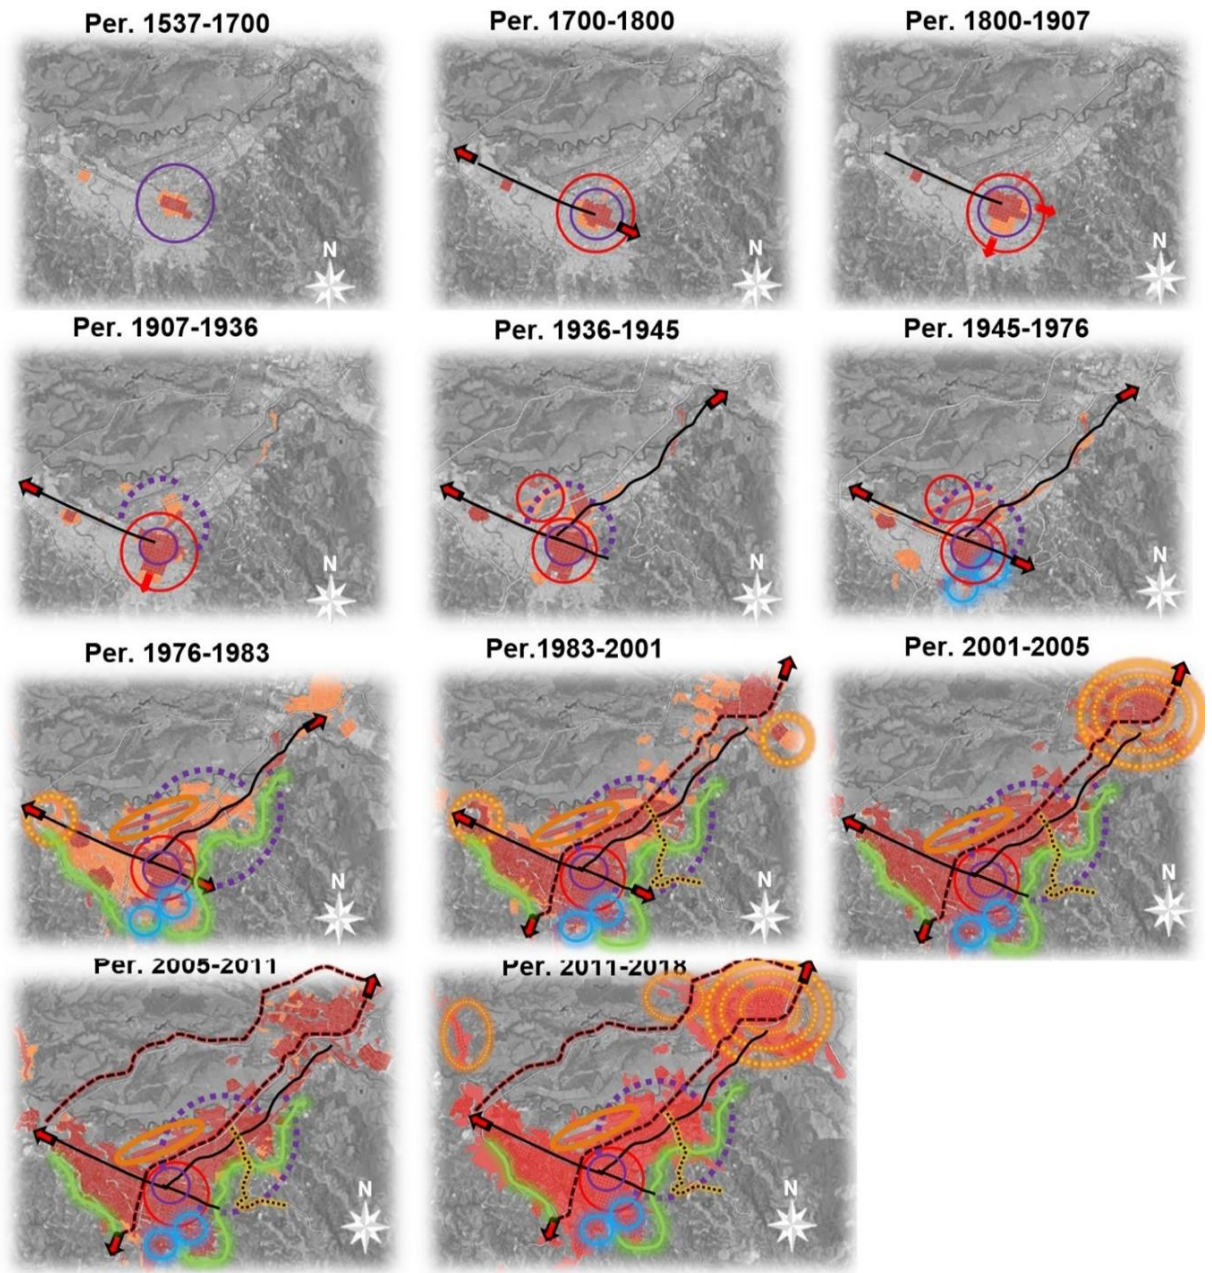 Per. 1537-1700
Per. 1700-1800
Per. 1800-1907
N
N
N
Per. 1907-1936
Per. 1936-1945
Per. 1945-1976
N
N
N
Per. 1976-1983
Per.1983-2001
Per. 2001-2005
N
N
N
Per. 2005-2011
Per. 2011-2018
N
N